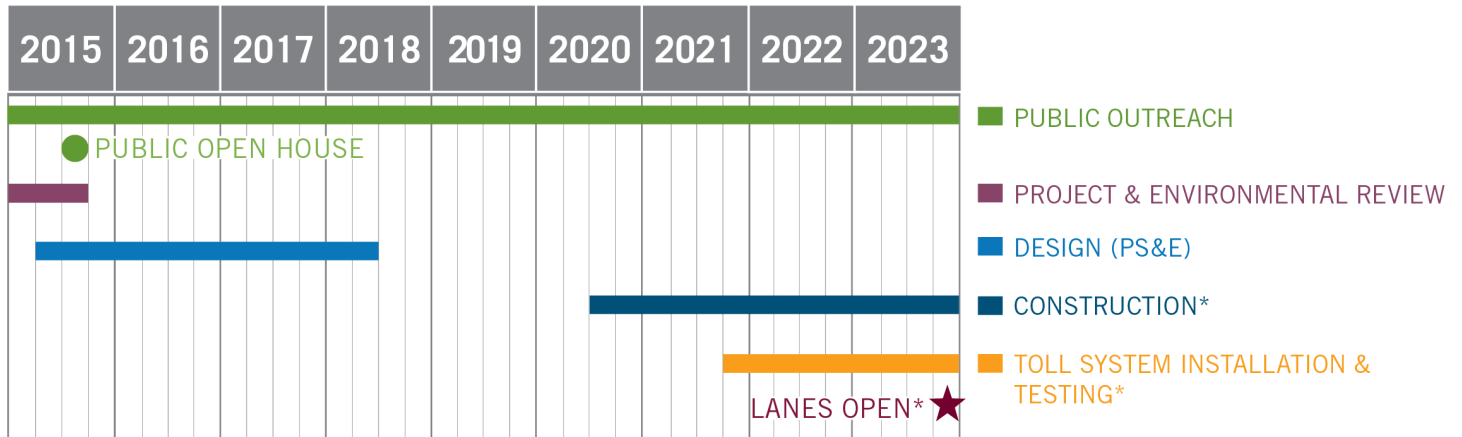 2015 2016 2017 2018 2019 2020 2021 2022 2023
PUBLIC OUTREACH
PUBLIC OPEN HOUSE
PROJECT & ENVIRONMENTAL REVIEW
DESIGN (PS&E)
CONSTRUCTION*
TOLL SYSTEM INSTALLATION &
TESTING*
LANES OPEN*